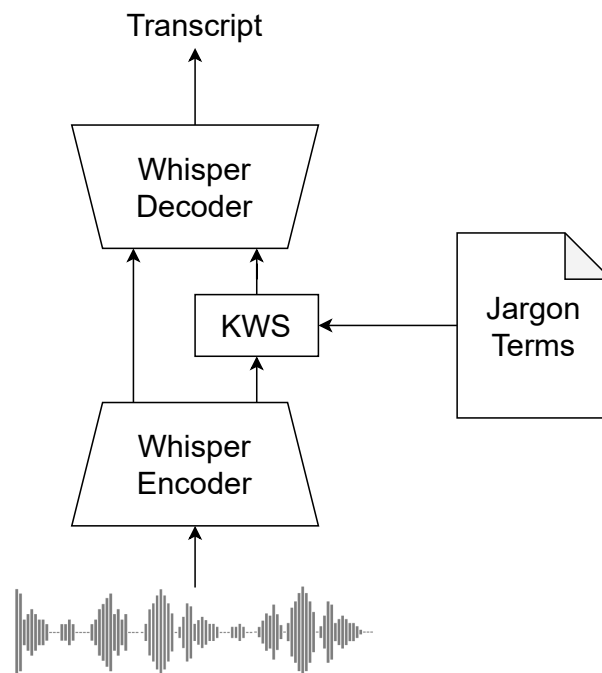 Transcript
Whisper
Decoder
KWS
Jargon
Terms
Whisper
Encoder